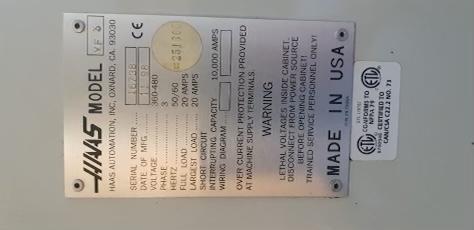 HAAS
HAAS AUTOMATION, INC, OXNARD, CA. 93030
MODEL VF 3
SERIAL NUMBER
DATE OF MFG.
VOLTAGE 360-480
PHASE 3
HERTZ 50/60
FULL LOAD 20 AMPS
LARGEST LOAD 20 AMPS
SHORT CIRCUIT
INTERRUPTING CAPACITY 10,000 AMPS
WIRING DIAGRAM
OVER CURRENT PROTECTION PROVIDED
AT MACHINE SUPPLY TERMINALS.
WARNING
LETHAL VOLTAGES INSIDE CABINET.
DISCONNECT FROM POWER SOURCE
BEFORE OPENING CABINET!
TRAINED SERVICE PERSONNEL ONLY!
MADE IN USA
ETL
CONFORMS TO
NFPA 79
CERTIFIED TO
CAN/CSA C22.2 NO. 73